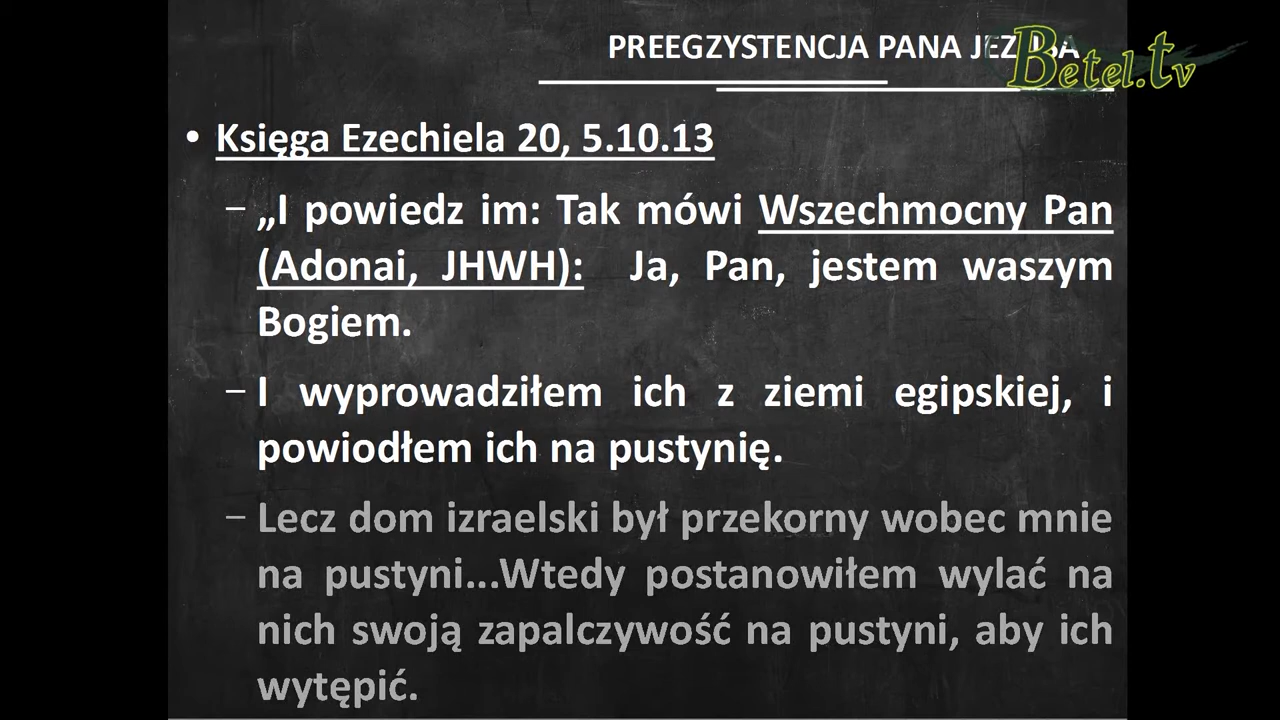 PREEGZYSTENCJA PANA JEZUSA
Betel.tv
• Księga Ezechiela 20, 5.10.13
– „I powiedz im: Tak mówi Wszechmocny Pan
(Adonai, JHWH): Ja, Pan, jestem waszym
Bogiem.
– I wyprowadziłem ich z ziemi egipskiej, i
powiodłem ich na pustynię.
– Lecz dom izraelski był przekorny wobec mnie
na pustyni...Wtedy postanowiłem wylać na
nich swoją zapalczywość na pustyni, aby ich
wytępić.